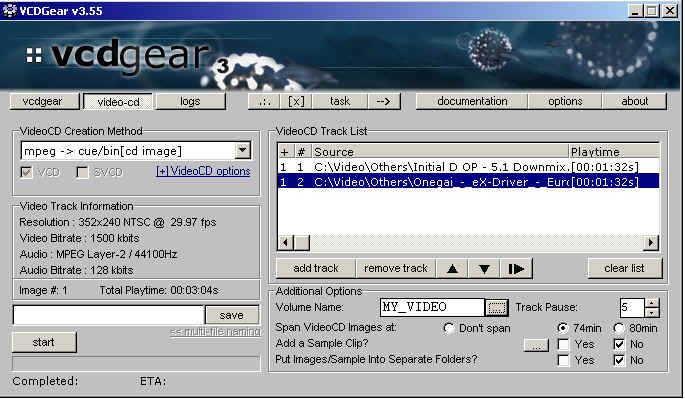 VCDGear v3.55
:: vcdgear 3
vcdgear video-cd logs .:. [x] task --> documentation options about
VideoCD Creation Method
mpeg -> cue/bin[cd image]
VCD SVCD [+] VideoCD options
Video Track Information
Resolution : 352x240 NTSC @ 29.97 fps
Video Bitrate : 1500 kbits
Audio : MPEG Layer-2 / 44100Hz
Audio Bitrate : 128 kbits
Image #: 1 Total Playtime: 00:03:04s
save
<< multi-file naming
start
Completed: ETA:
VideoCD Track List
+ # Source Playtime
1 1 C:\Video\Others\Initial D OP - 5.1 Downmix. [00:01:32s]
1 2 C:\Video\Others\Onegai -_ eX-Driver_- Euro [00:01:32s]
add track remove track clear list
Additional Options
Volume Name: MY_VIDEO ... Track Pause: 5
Span VideoCD Images at: Don't span 74min 80min
Add a Sample Clip? ... Yes No
Put Images/Sample Into Separate Folders? Yes No